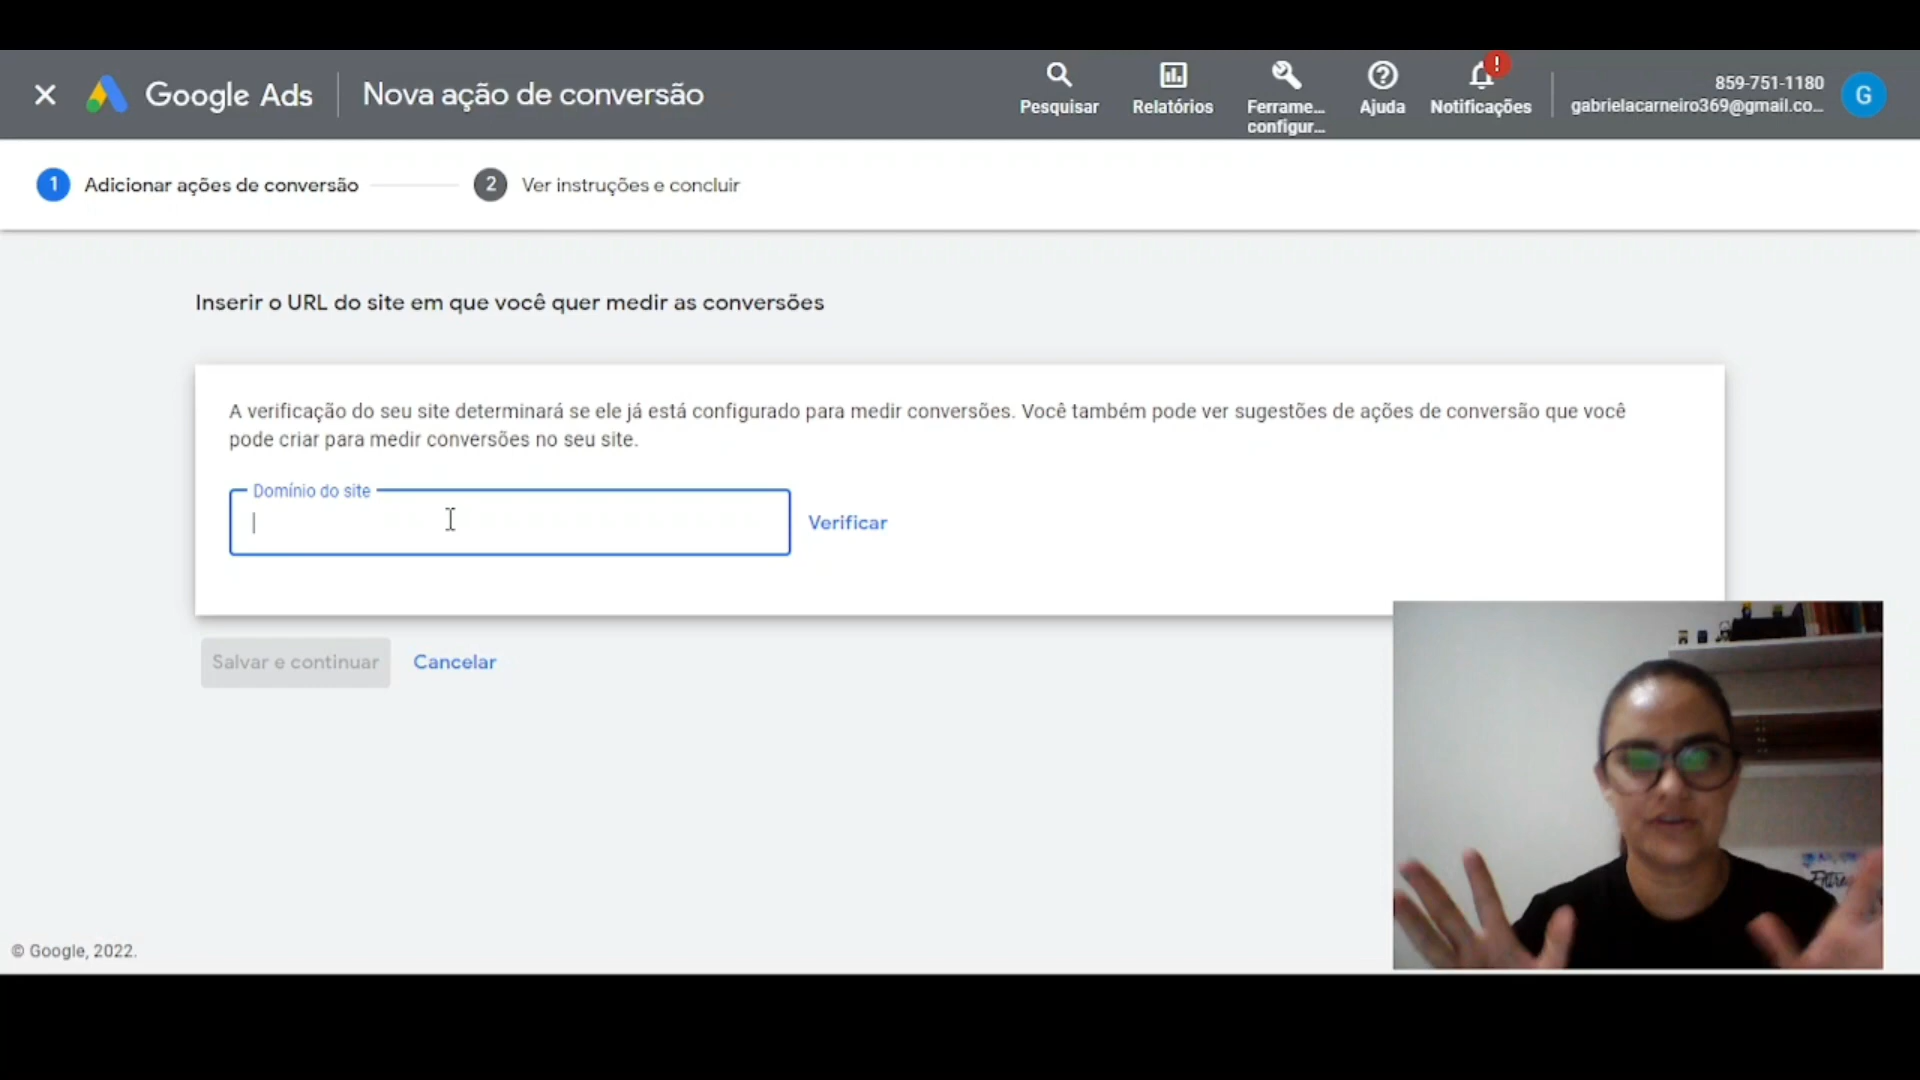 Google Ads
Nova ação de conversão
Pesquisar
Relatórios
Ferrame...
configur...
Ajuda
!
Notificações
859-751-1180
gabrielacarneiro369@gmail.co...
G
1
Adicionar ações de conversão
2
Ver instruções e concluir
Inserir o URL do site em que você quer medir as conversões
A verificação do seu site determinará se ele já está configurado para medir conversões. Você também pode ver sugestões de ações de conversão que você
pode criar para medir conversões no seu site.
Domínio do site
Verificar
Salvar e continuar
Cancelar
© Google, 2022.